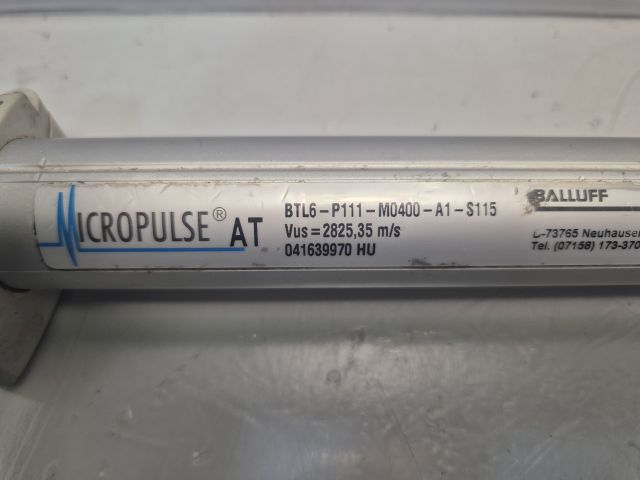 MICROPULSE® AT
BTL6-P111-M0400-A1-S115
Vus = 2825,35 m/s
041639970 HU
BALLUFF
D-73765 Neuhausen
Tel. (07158) 173-370